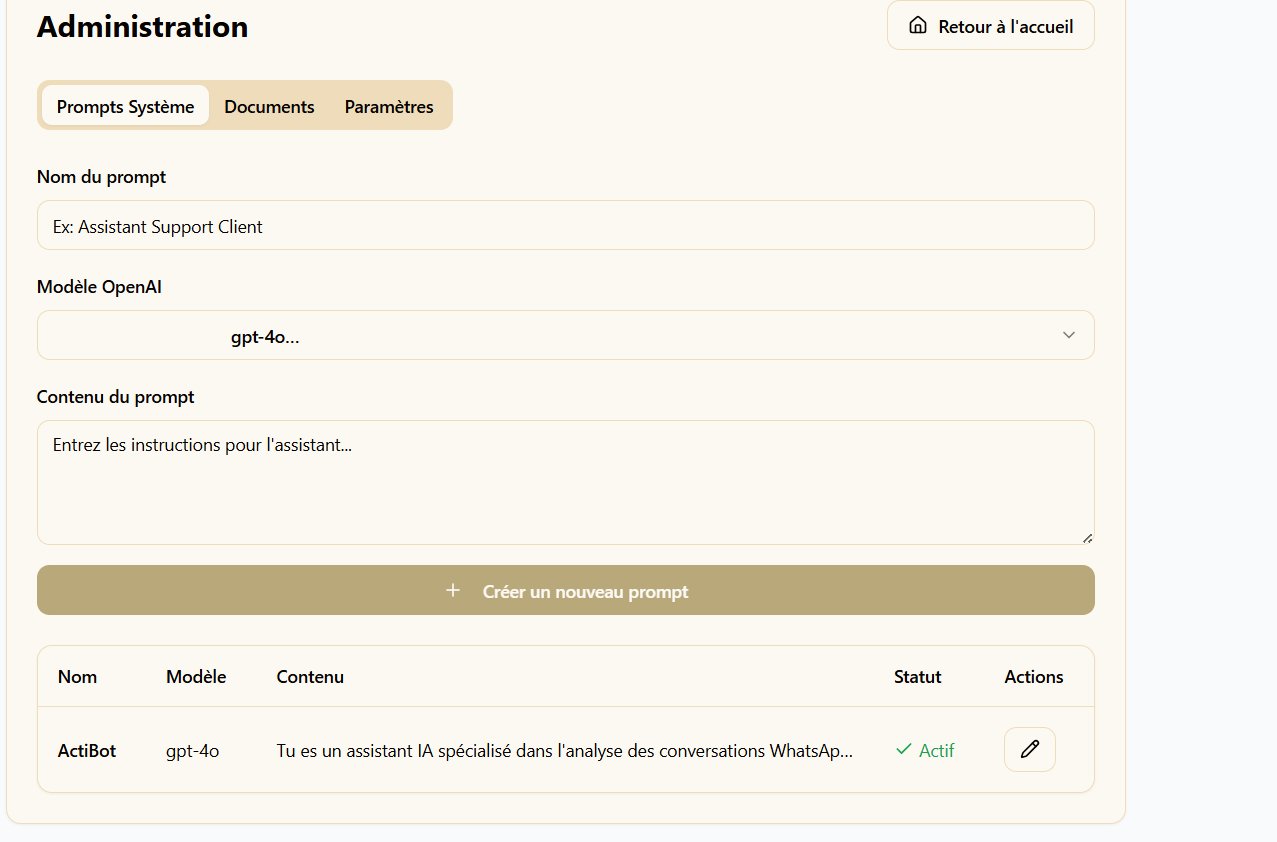 Administration
Retour à l'accueil
Prompts Système Documents Paramètres
Nom du prompt
Ex: Assistant Support Client
Modèle OpenAI
gpt-4o...
Contenu du prompt
Entrez les instructions pour l'assistant...
+ Créer un nouveau prompt
Nom Modèle Contenu Statut Actions
ActiBot gpt-4o Tu es un assistant IA spécialisé dans l'analyse des conversations WhatsAp... ✓ Actif